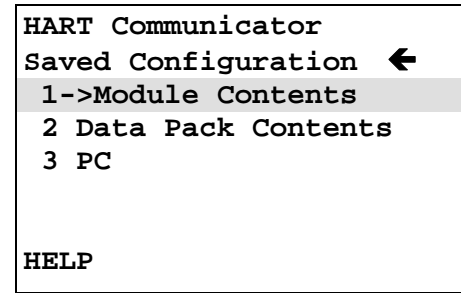 HART Communicator
Saved Configuration 🡸
1->Module Contents
2 Data Pack Contents
3 PC
HELP